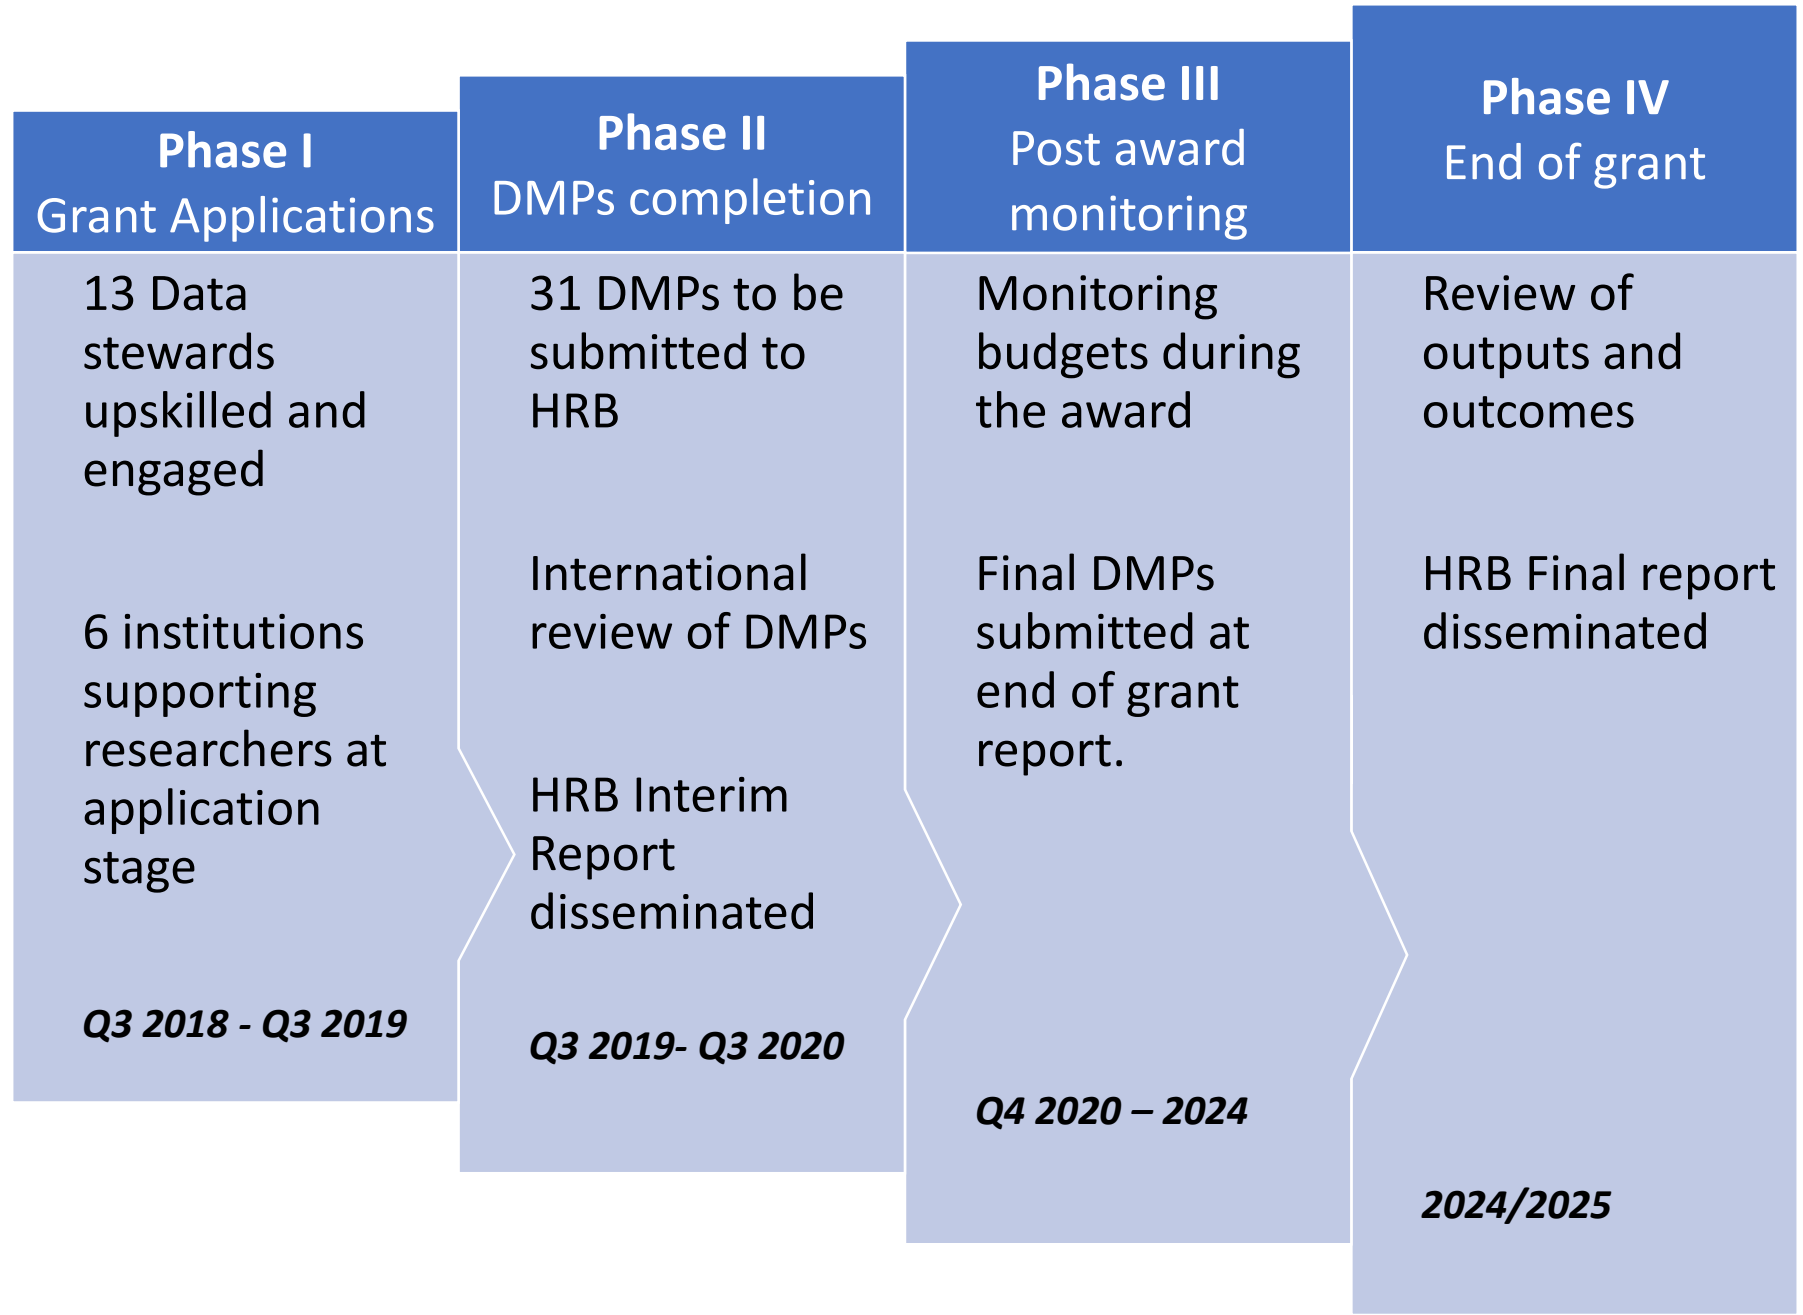 Phase I
Grant Applications
13 Data
stewards
upskilled and
engaged
6 institutions
supporting
researchers at
application
stage
Q3 2018 - Q3 2019
Phase II
DMPs completion
31 DMPs to be
submitted to
HRB
International
review of DMPs
HRB Interim
Report
disseminated
Q3 2019- Q3 2020
Phase III
Post award
monitoring
Monitoring
budgets during
the award
Final DMPs
submitted at
end of grant
report.
Q4 2020 – 2024
Phase IV
End of grant
Review of
outputs and
outcomes
HRB Final report
disseminated
2024/2025